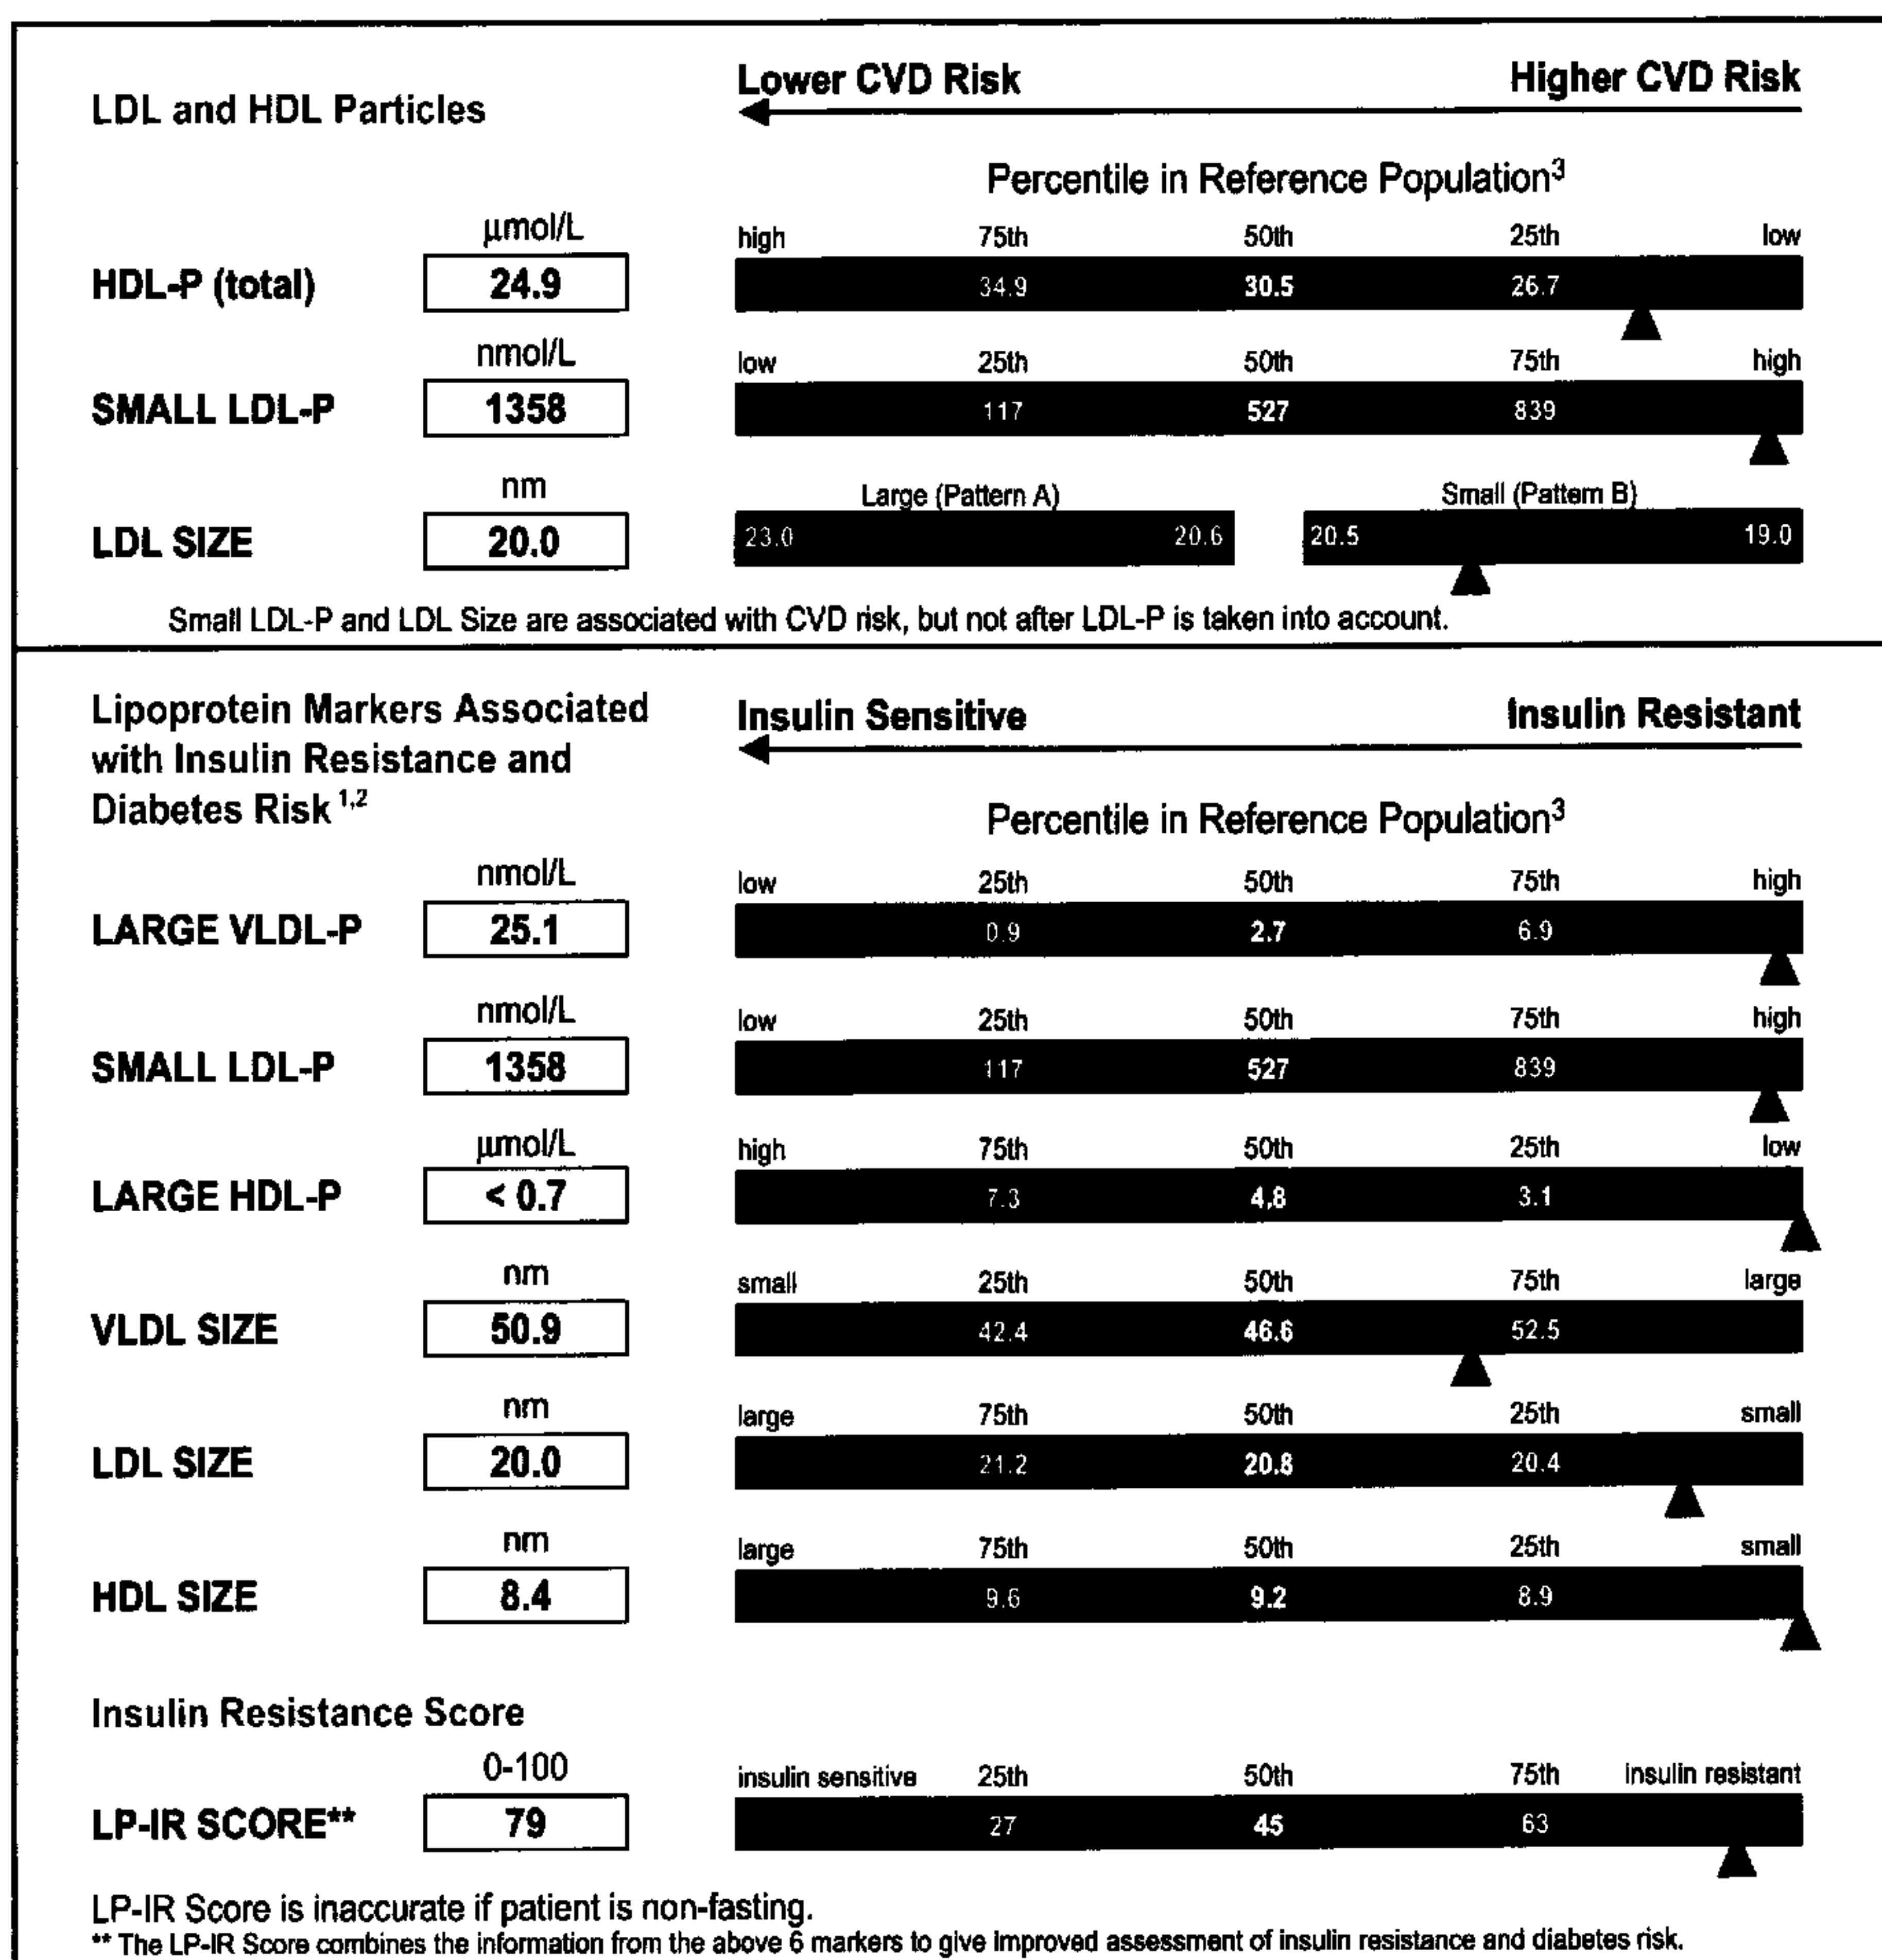 LDL and HDL Particles
Lower CVD Risk Higher CVD Risk
Percentile in Reference Population³
µmol/L high 75th 50th 25th low
HDL-P (total) 24.9 34.9 30.5 26.7
nmol/L low 25th 50th 75th high
SMALL LDL-P 1358 117 527 839
nm Large (Pattern A) Small (Pattern B)
LDL SIZE 20.0 23.0 20.6 20.5 19.0
Small LDL-P and LDL Size are associated with CVD risk, but not after LDL-P is taken into account.
Lipoprotein Markers Associated
with Insulin Resistance and
Diabetes Risk ¹,²
Insulin Sensitive Insulin Resistant
Percentile in Reference Population³
nmol/L low 25th 50th 75th high
LARGE VLDL-P 25.1 0.9 2.7 6.9
nmol/L low 25th 50th 75th high
SMALL LDL-P 1358 117 527 839
µmol/L high 75th 50th 25th low
LARGE HDL-P < 0.7 7.3 4.8 3.1
nm small 25th 50th 75th large
VLDL SIZE 50.9 42.4 46.6 52.5
nm large 75th 50th 25th small
LDL SIZE 20.0 21.2 20.8 20.4
nm large 75th 50th 25th small
HDL SIZE 8.4 9.6 9.2 8.9
Insulin Resistance Score
0-100 insulin sensitive 25th 50th 75th insulin resistant
LP-IR SCORE** 79 27 45 63
LP-IR Score is inaccurate if patient is non-fasting.
** The LP-IR Score combines the information from the above 6 markers to give improved assessment of insulin resistance and diabetes risk.